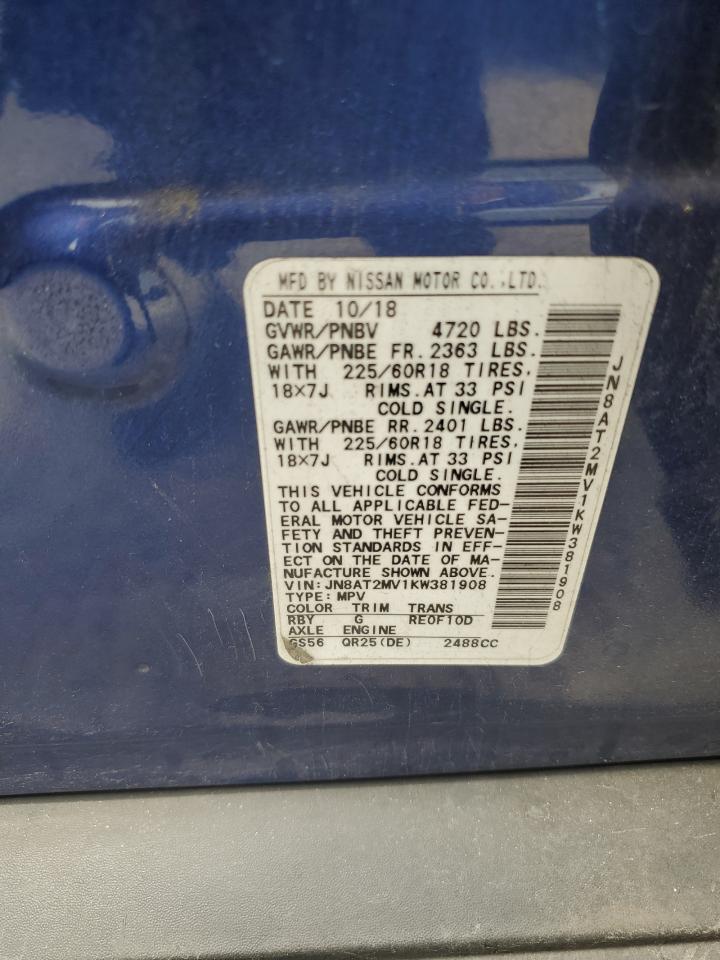 MFD BY NISSAN MOTOR CO.,LTD.
DATE 10/18
GVWR/PNBV 4720 LBS.
GAWR/PNBE FR. 2363 LBS.
WITH 225/60R18 TIRES,
18×7J RIMS.AT 33 PSI
COLD SINGLE.
GAWR/PNBE RR. 2401 LBS.
WITH 225/60R18 TIRES,
18×7J RIMS.AT 33 PSI
COLD SINGLE.
THIS VEHICLE CONFORMS
TO ALL APPLICABLE FED-
ERAL MOTOR VEHICLE SA-
FETY AND THEFT PREVEN-
TION STANDARDS IN EFF-
ECT ON THE DATE OF MA-
NUFACTURE SHOWN ABOVE.
VIN:JN8AT2MV1KW381908
TYPE:MPV
COLOR TRIM TRANS
RBY G RE0F10D
AXLE ENGINE
GS56 QR25(DE) 2488CC
JN8AT2MV1KW381908